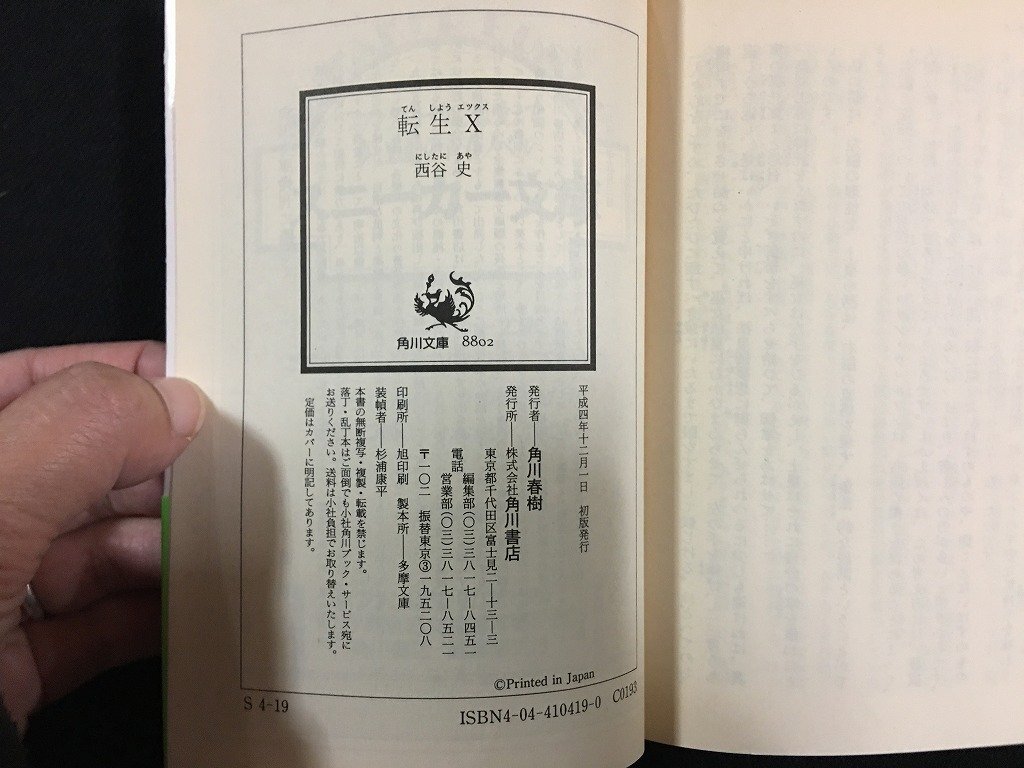 てん しよう エツクス
転生X
にしたに あや
西谷 史
角川文庫 8802
平成四年十二月一日 初版発行
発行者――角川春樹
発行所――株式会社角川書店
東京都千代田区富士見二―十三―三
電話 編集部(〇三)三八一七―八四五一
営業部(〇三)三八一七―八五二一
〒一〇二 振替東京③一九五二〇八
印刷所――旭印刷 製本所――多摩文庫
装幀者――杉浦康平
本書の無断複写・複製・転載を禁じます。
落丁・乱丁本はご面倒でも小社角川ブック・サービス宛に
お送りください。送料は小社負担でお取り替えいたします。
定価はカバーに明記してあります。
©Printed in Japan
S 4-19
ISBN4-04-410419-0 C0193